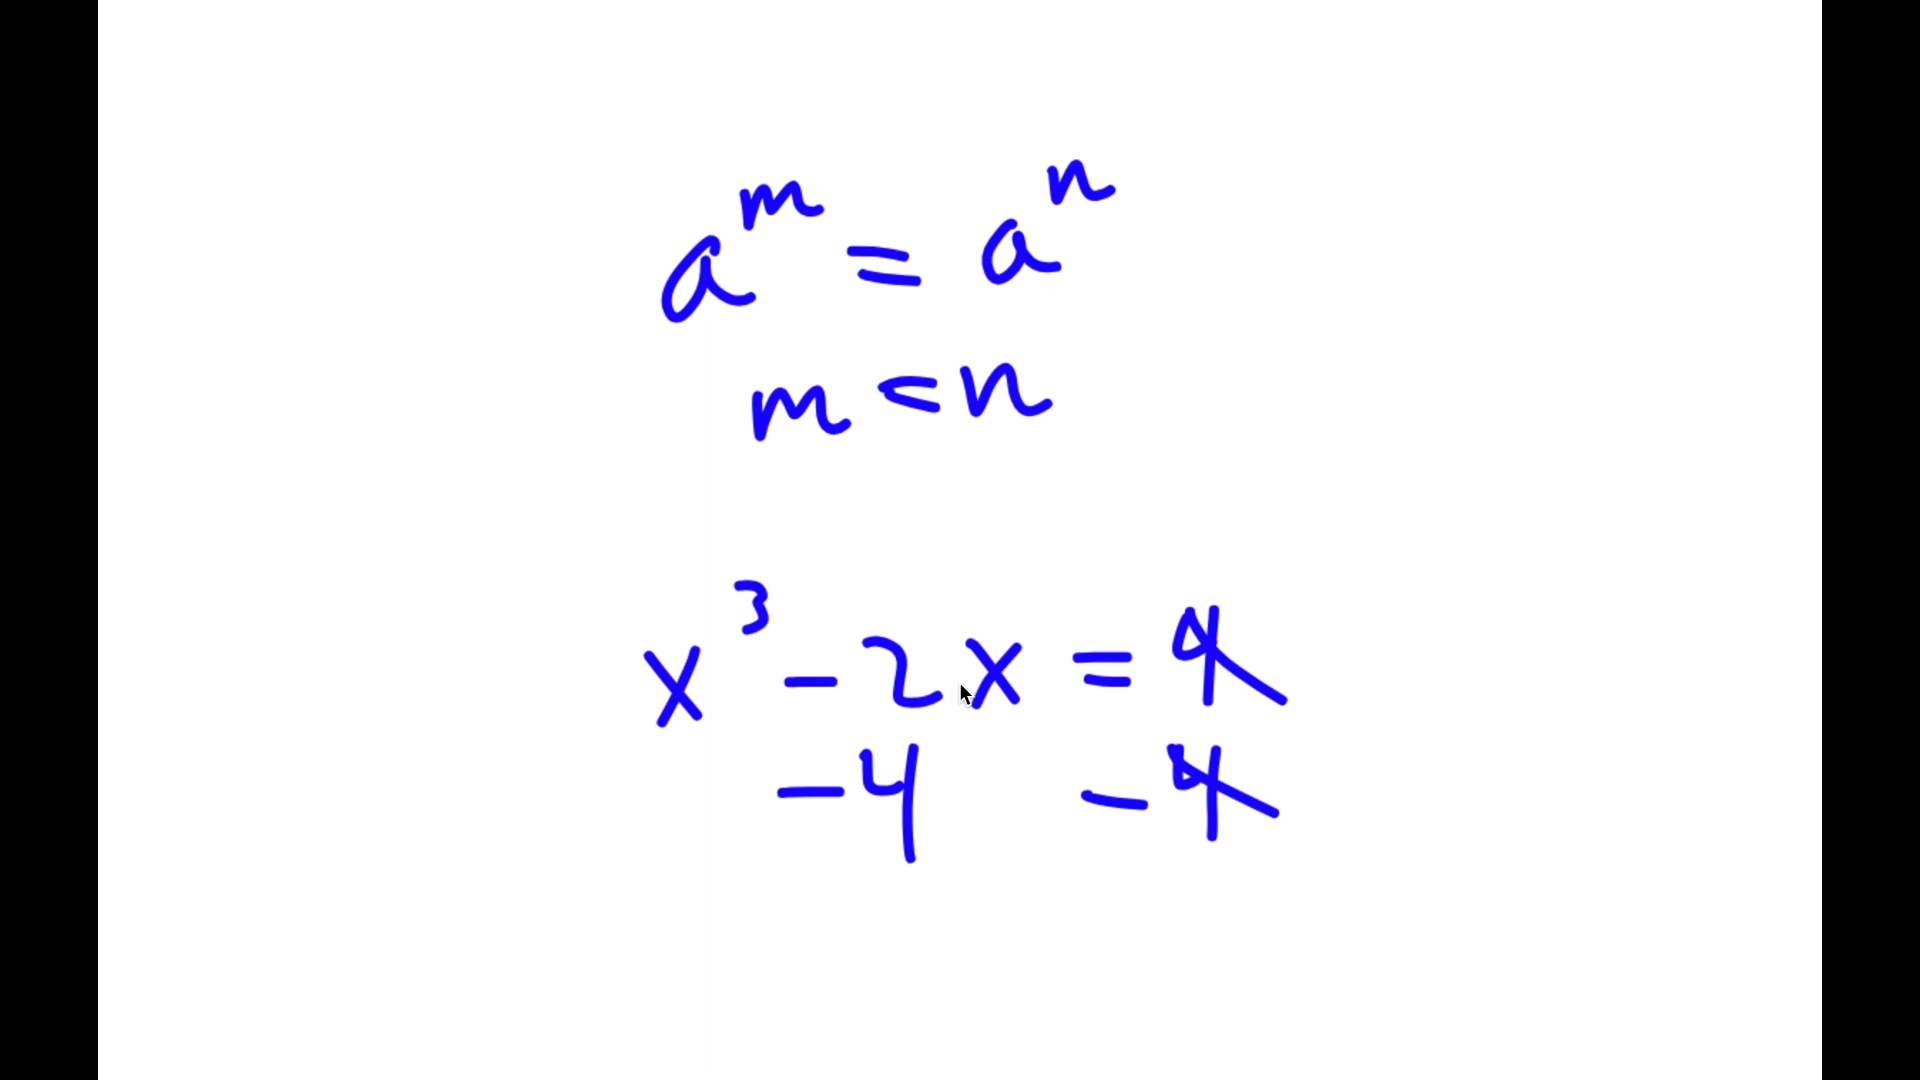 a^m = a^n
m = n
x^3 - 2x = 4
-4 -4